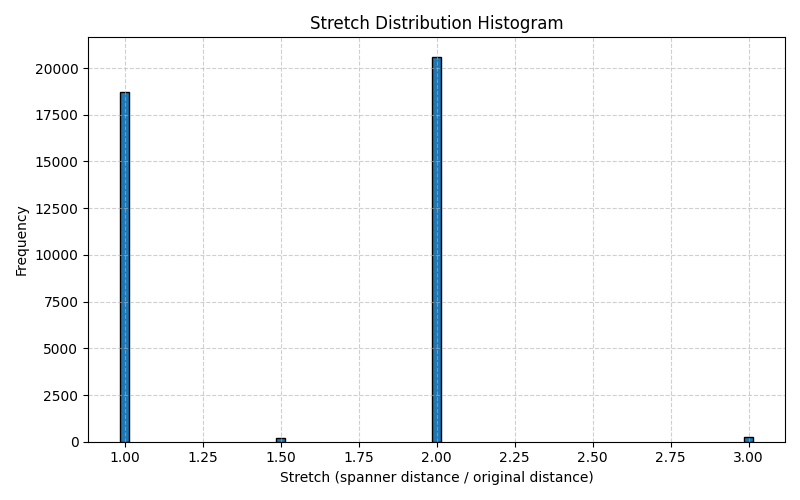 Stretch Distribution Histogram
Frequency
20000
17500
15000
12500
10000
7500
5000
2500
0
1.00 1.25 1.50 1.75 2.00 2.25 2.50 2.75 3.00
Stretch (spanner distance / original distance)